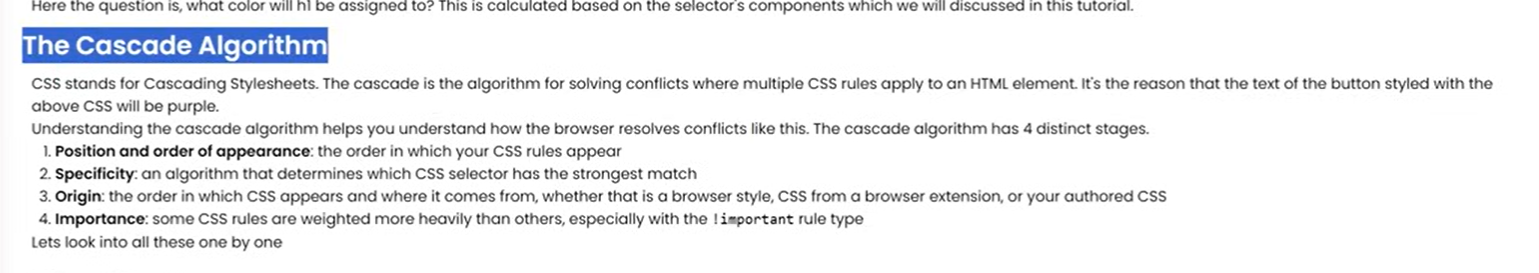 Here the question is, what color will h1 be assigned to? This is calculated based on the selector's components which we will discussed in this tutorial.
The Cascade Algorithm
CSS stands for Cascading Stylesheets. The cascade is the algorithm for solving conflicts where multiple CSS rules apply to an HTML element. It's the reason that the text of the button styled with the
above CSS will be purple.
Understanding the cascade algorithm helps you understand how the browser resolves conflicts like this. The cascade algorithm has 4 distinct stages.
1. Position and order of appearance: the order in which your CSS rules appear
2. Specificity: an algorithm that determines which CSS selector has the strongest match
3. Origin: the order in which CSS appears and where it comes from, whether that is a browser style, CSS from a browser extension, or your authored CSS
4. Importance: some CSS rules are weighted more heavily than others, especially with the !important rule type
Lets look into all these one by one